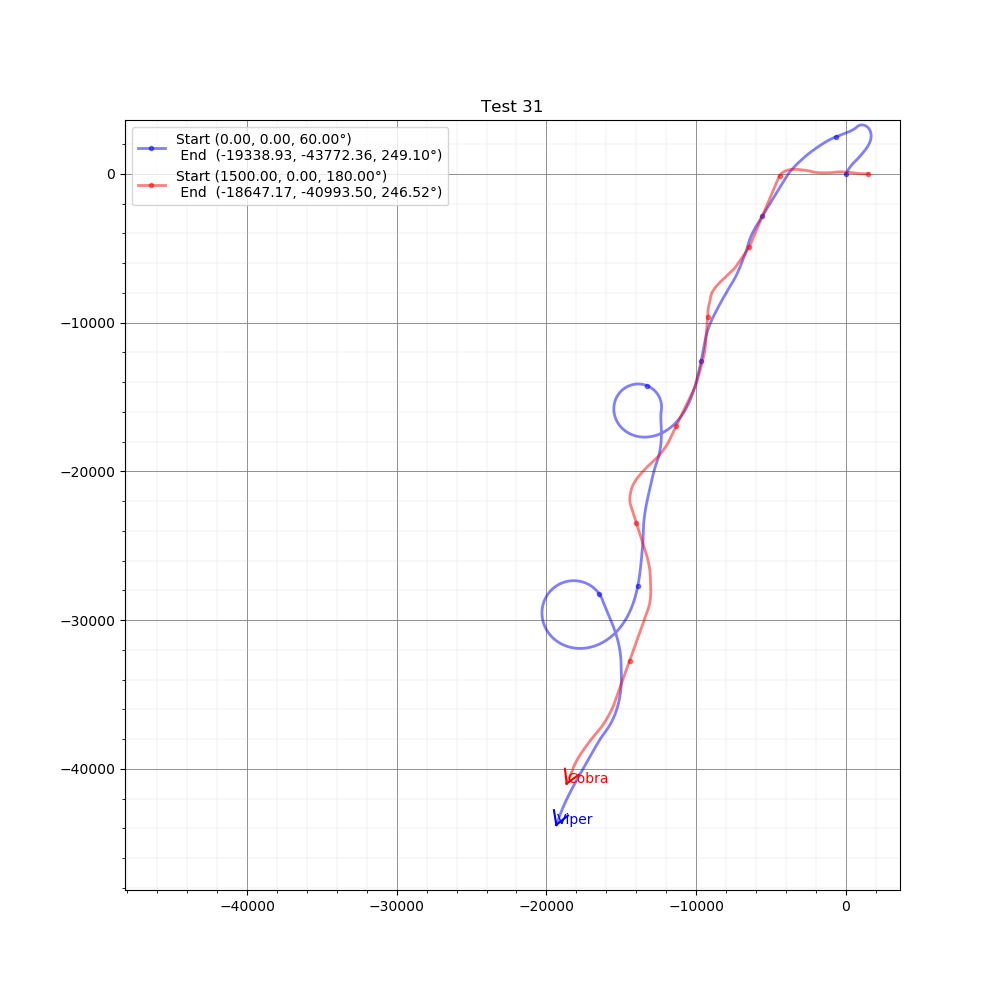 Test 31
Start (0.00, 0.00, 60.00°)
End (-19338.93, -43772.36, 249.10°)
Start (1500.00, 0.00, 180.00°)
End (-18647.17, -40993.50, 246.52°)
0
−10000
−20000
−30000
−40000
Cobra
Viper
−40000 −30000 −20000 −10000 0